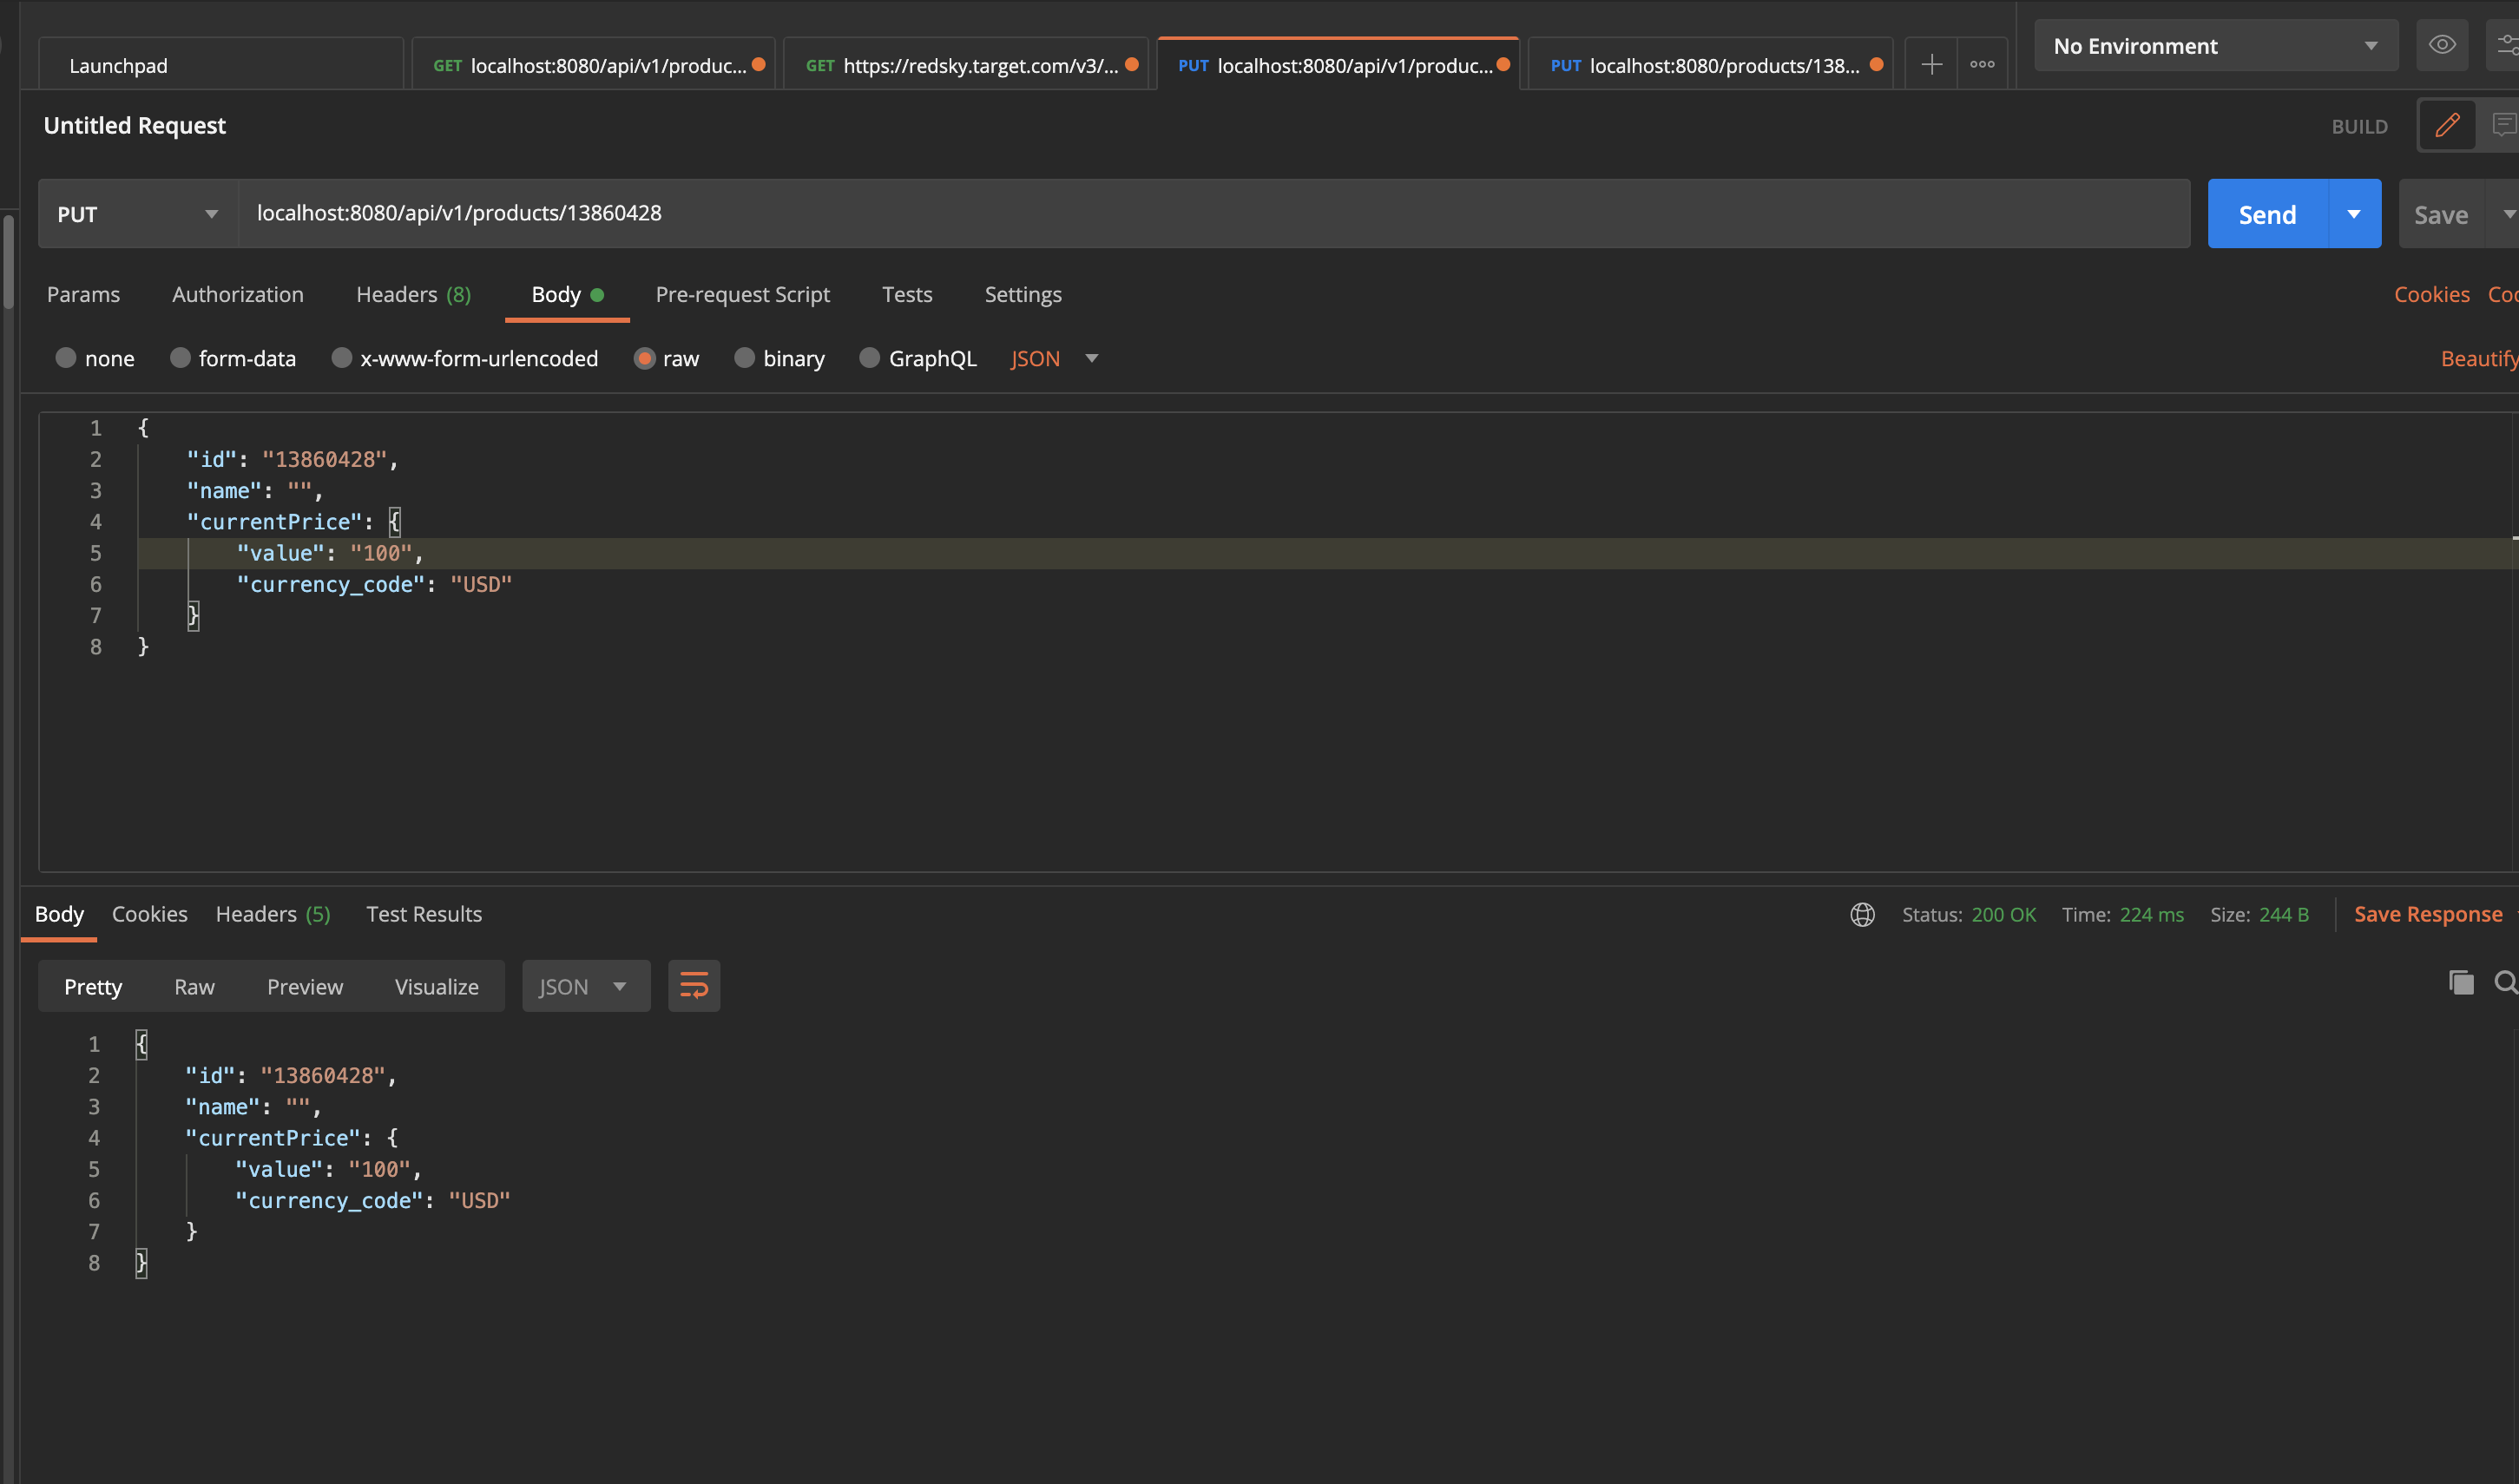 Launchpad
GET localhost:8080/api/v1/produc...
GET https://redsky.target.com/v3/...
PUT localhost:8080/api/v1/produc...
PUT localhost:8080/products/138...
No Environment
Untitled Request
BUILD
PUT
localhost:8080/api/v1/products/13860428
Send
Save
Params
Authorization
Headers (8)
Body
Pre-request Script
Tests
Settings
Cookies
Coo
none
form-data
x-www-form-urlencoded
raw
binary
GraphQL
JSON
Beautify
1 {
2 "id": "13860428",
3 "name": "",
4 "currentPrice": {
5 "value": "100",
6 "currency_code": "USD"
7 }
8 }
Body
Cookies
Headers (5)
Test Results
Status: 200 OK
Time: 224 ms
Size: 244 B
Save Response
Pretty
Raw
Preview
Visualize
JSON
1 {
2 "id": "13860428",
3 "name": "",
4 "currentPrice": {
5 "value": "100",
6 "currency_code": "USD"
7 }
8 }